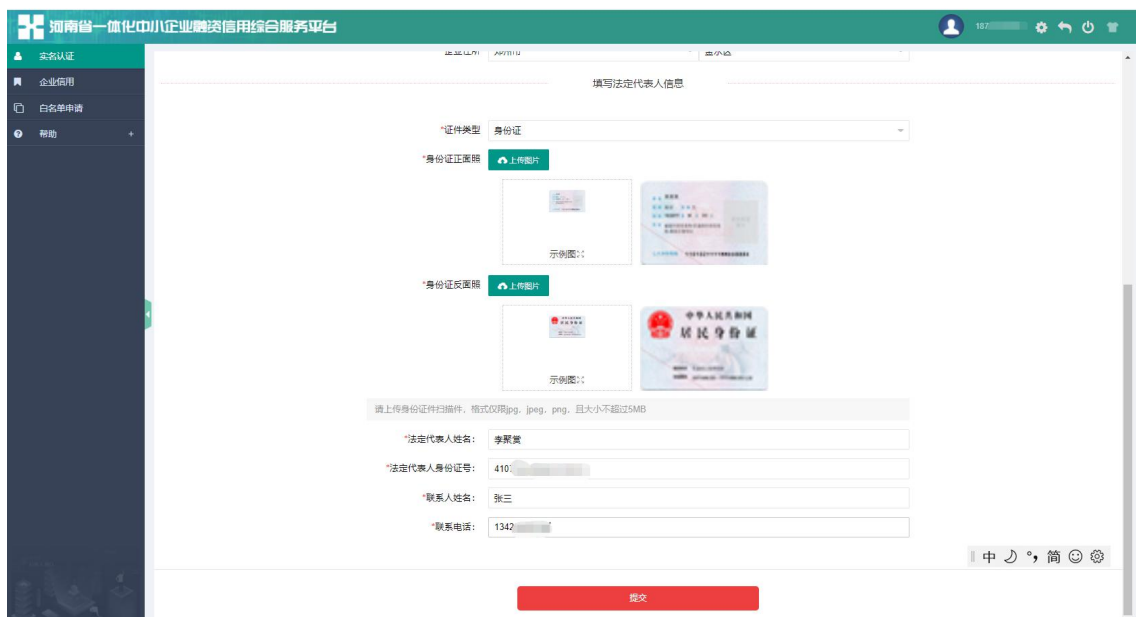 河南省一体化中小企业融资信用综合服务平台
187
实名认证
企业信用
白名单申请
帮助 +
金水区
填写法定代表人信息
*证件类型 身份证
*身份证正面照 上传图片
示例图
*身份证反面照 上传图片
中华人民共和国
居民身份证
示例图
请上传身份证件扫描件，格式仅限jpg，jpeg，png，且大小不超过5MB
*法定代表人姓名： 李聚堂
*法定代表人身份证号： 410
*联系人姓名： 张三
*联系电话： 1342
中 简
提交